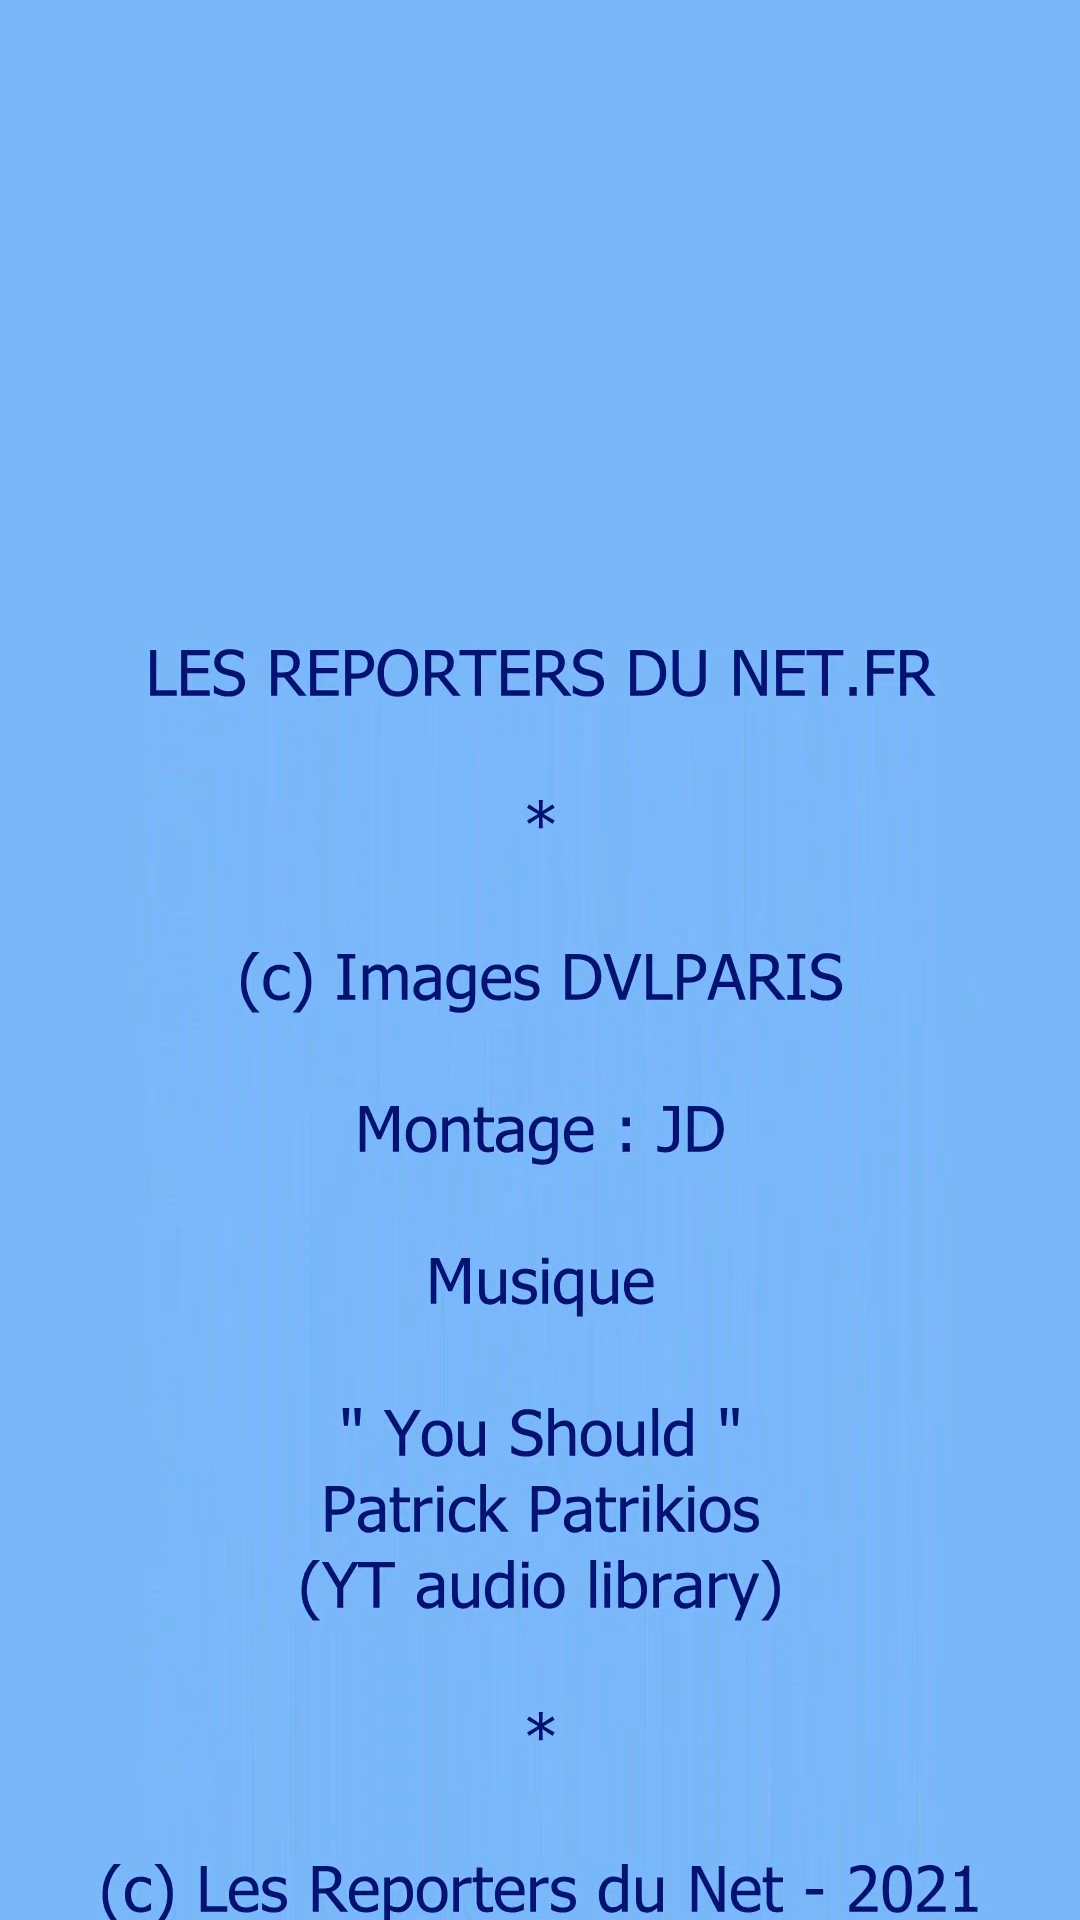 LES REPORTERS DU NET.FR
*
(c) Images DVLPARIS
Montage : JD
Musique
" You Should "
Patrick Patrikios
(YT audio library)
*
(c) Les Reporters du Net - 2021